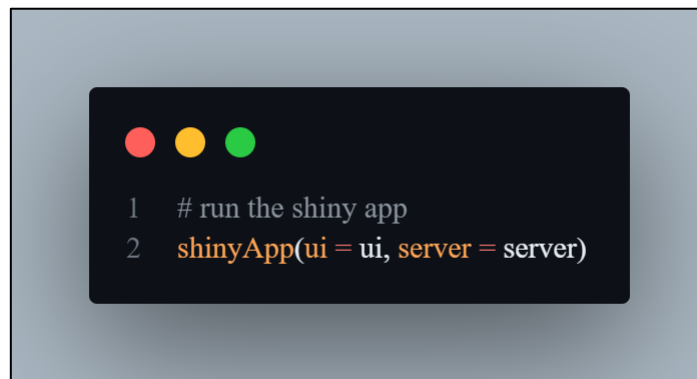 1 # run the shiny app
2 shinyApp(ui = ui, server = server)